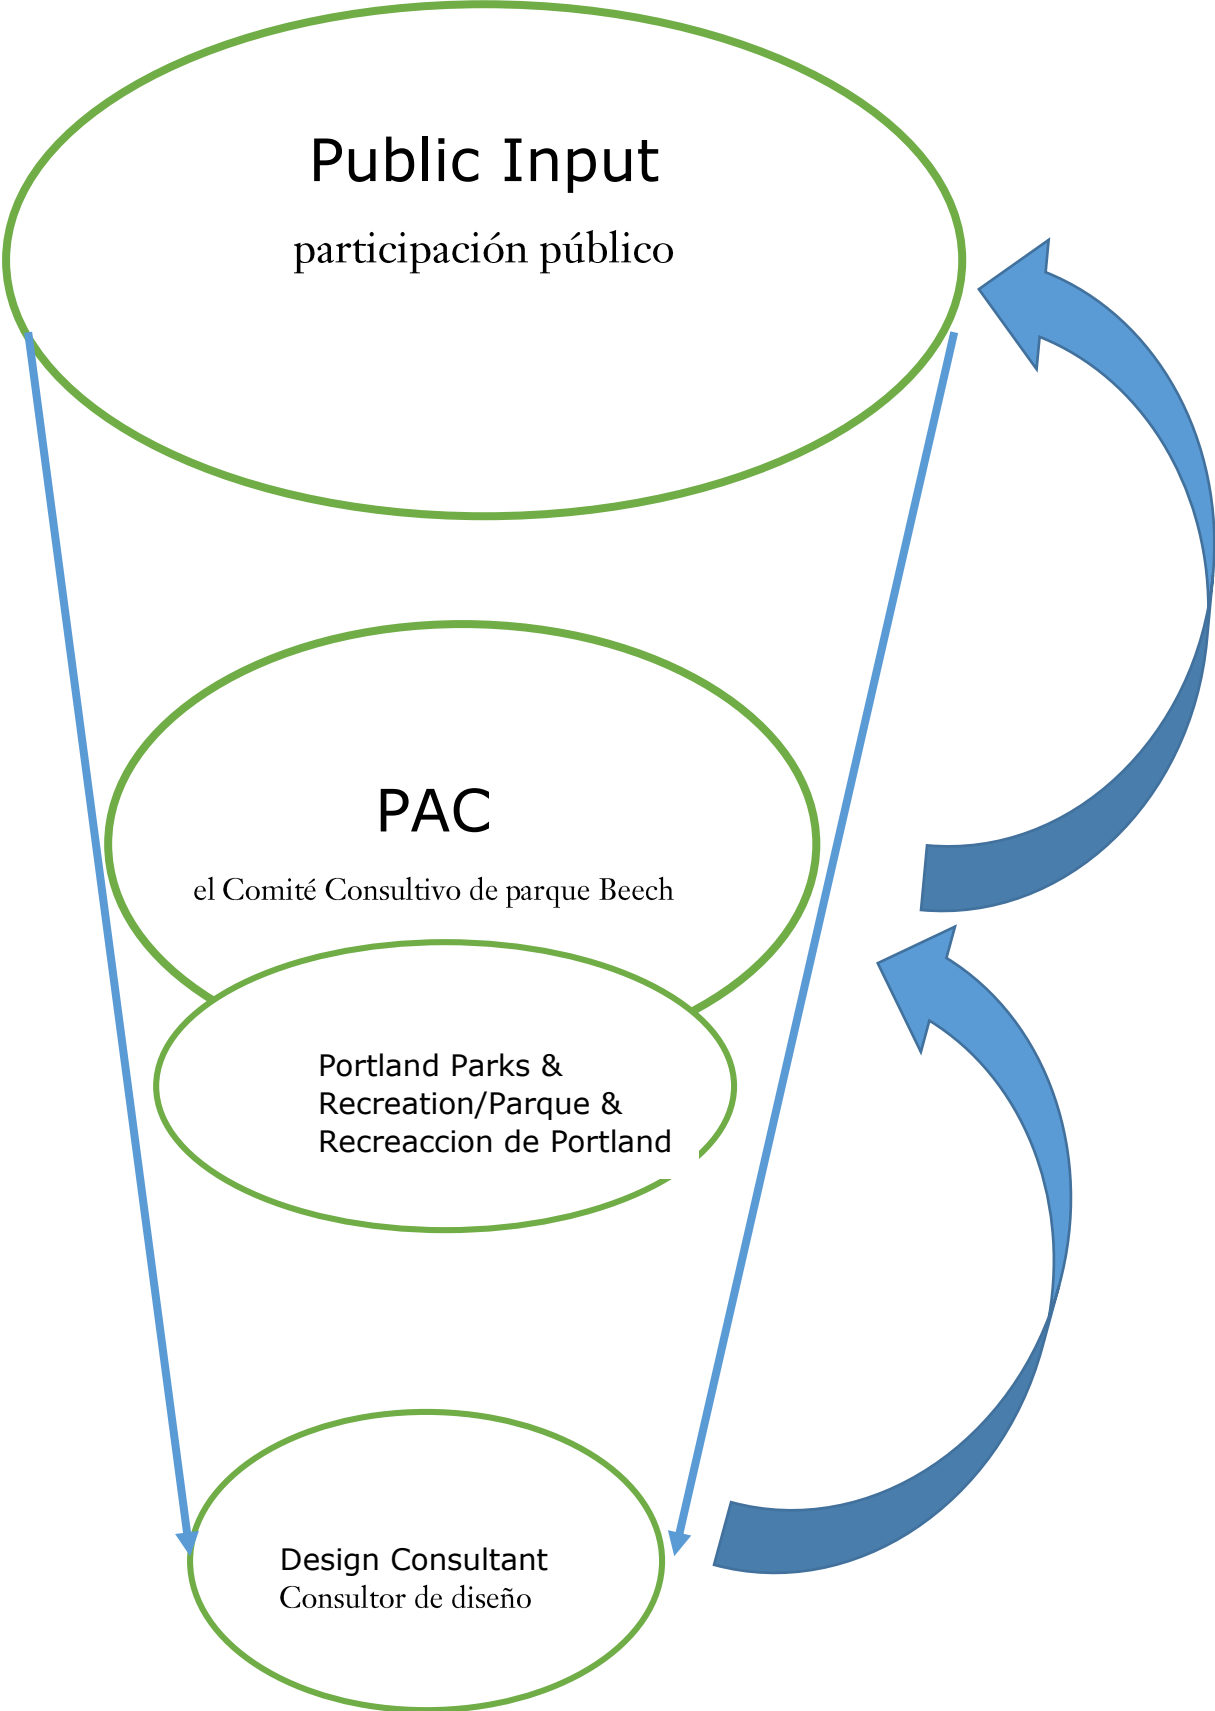 Public Input
participación público
PAC
el Comité Consultivo de parque Beech
Portland Parks &
Recreation/Parque &
Recreaccion de Portland
Design Consultant
Consultor de diseño